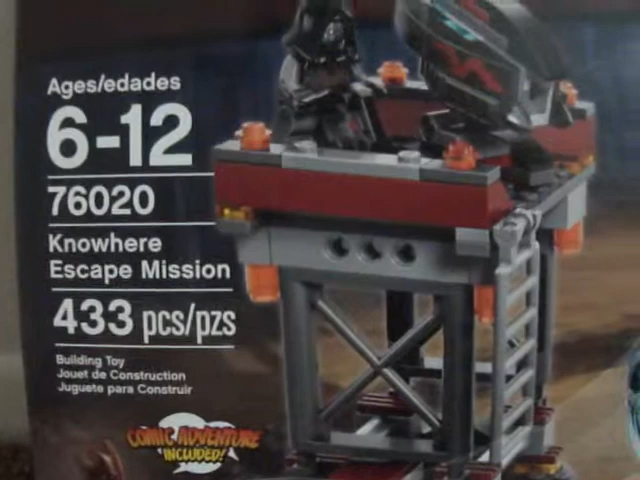 Ages/edades
6-12
76020
Knowhere
Escape Mission
433 pcs/pzs
Building Toy
Jouet de Construction
Juguete para Construir
COMIC ADVENTURE
INCLUDED!